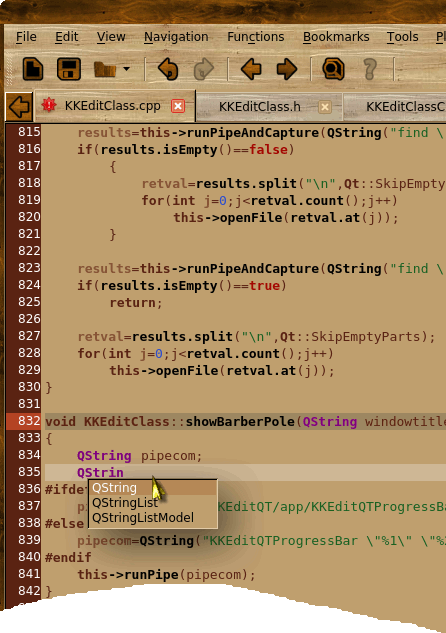 File Edit View Navigation Functions Bookmarks Tools
KKEditClass.cpp KKEditClass.h KKEditClassC
815 results=this->runPipeAndCapture(QString("find \
816 if(results.isEmpty()==false)
817 {
818 retval=results.split("\n",Qt::SkipEmpty
819 for(int j=0;j<retval.count();j++)
820 this->openFile(retval.at(j));
821 }
822
823 results=this->runPipeAndCapture(QString("find \
824 if(results.isEmpty()==true)
825 return;
826
827 retval=results.split("\n",Qt::SkipEmptyParts);
828 for(int j=0;j<retval.count();j++)
829 this->openFile(retval.at(j));
830 }
831
832 void KKEditClass::showBarberPole(QString windowtitle
833 {
834 QString pipecom;
835 QStrin
836 #ifde
QString
QStringList
QStringListModel
837 KKEditQT/app/KKEditQTProgressBa
838 #else
839 pipecom=QString("KKEditQTProgressBar \"%1\" \"%
840 #endif
841 this->runPipe(pipecom);
842 }